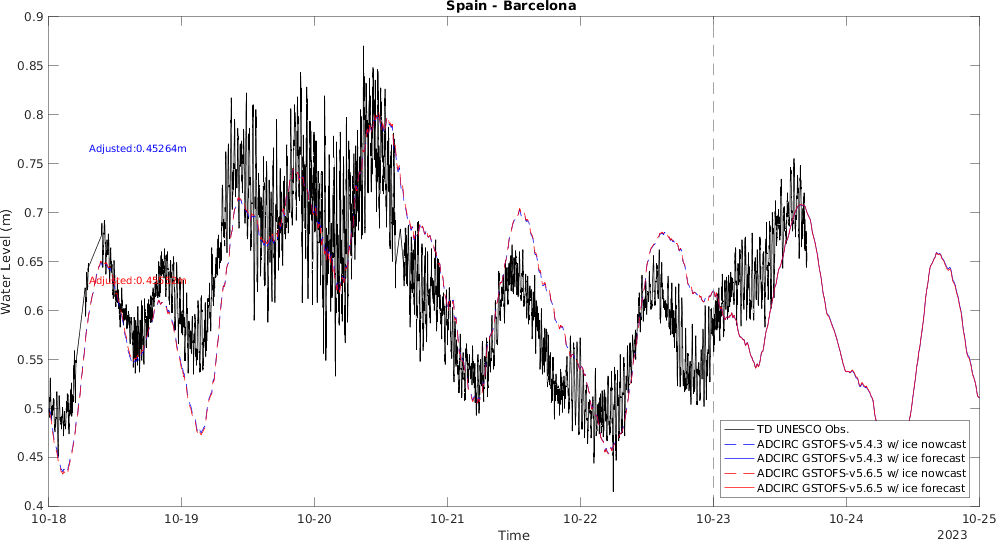 Spain - Barcelona
0.9
0.85
0.8
0.75
0.7
0.65
0.6
0.55
0.5
0.45
0.4
Water Level (m)
Adjusted:0.45264m
TD UNESCO Obs.
ADCIRC GSTOFS-v5.4.3 w/ ice nowcast
ADCIRC GSTOFS-v5.4.3 w/ ice forecast
ADCIRC GSTOFS-v5.6.5 w/ ice nowcast
ADCIRC GSTOFS-v5.6.5 w/ ice forecast
10-18 10-19 10-20 10-21 10-22 10-23 10-24 10-25
Time
2023